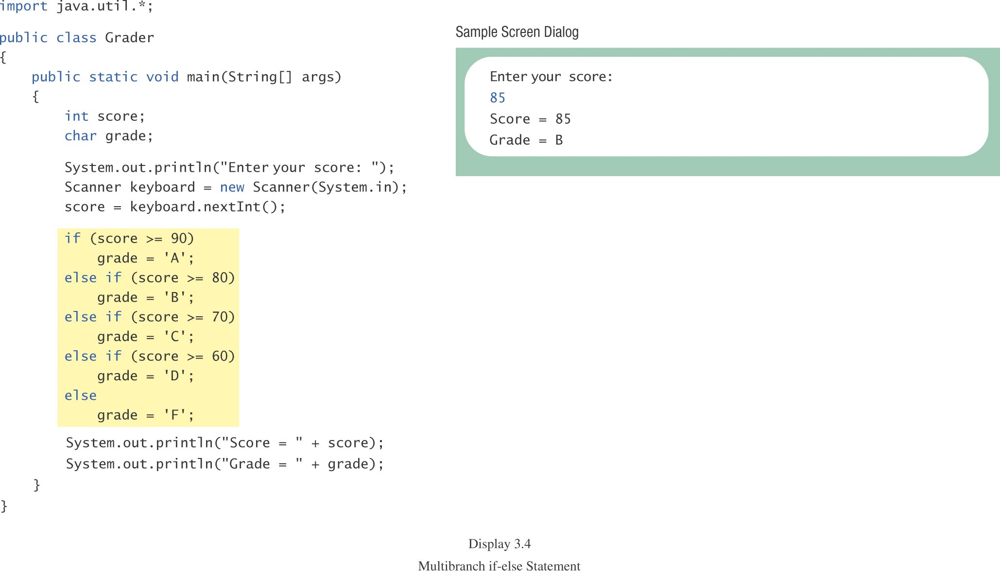 import java.util.*;
public class Grader
{
    public static void main(String[] args)
    {
        int score;
        char grade;
        System.out.println("Enter your score: ");
        Scanner keyboard = new Scanner(System.in);
        score = keyboard.nextInt();
        if (score >= 90)
            grade = 'A';
        else if (score >= 80)
            grade = 'B';
        else if (score >= 70)
            grade = 'C';
        else if (score >= 60)
            grade = 'D';
        else
            grade = 'F';
        System.out.println("Score = " + score);
        System.out.println("Grade = " + grade);
    }
}
Sample Screen Dialog
Enter your score:
85
Score = 85
Grade = B
Display 3.4
Multibranch if-else Statement